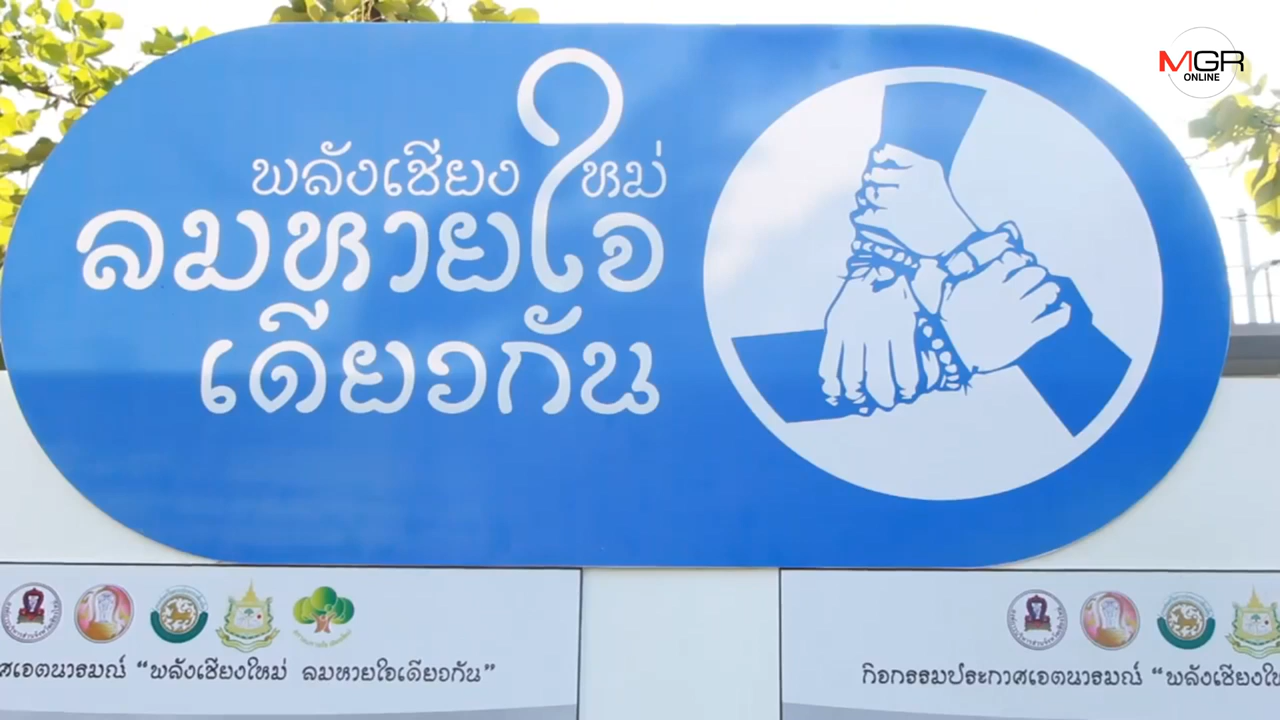 MGR
ONLINE
พลังเชียงใหม่
ลมหายใจ
เดียวกัน
ศเจตนารมณ์ “พลังเชียงใหม่ ลมหายใจเดียวกัน”
กิจกรรมประกาศเจตนารมณ์ “พลังเชียงให